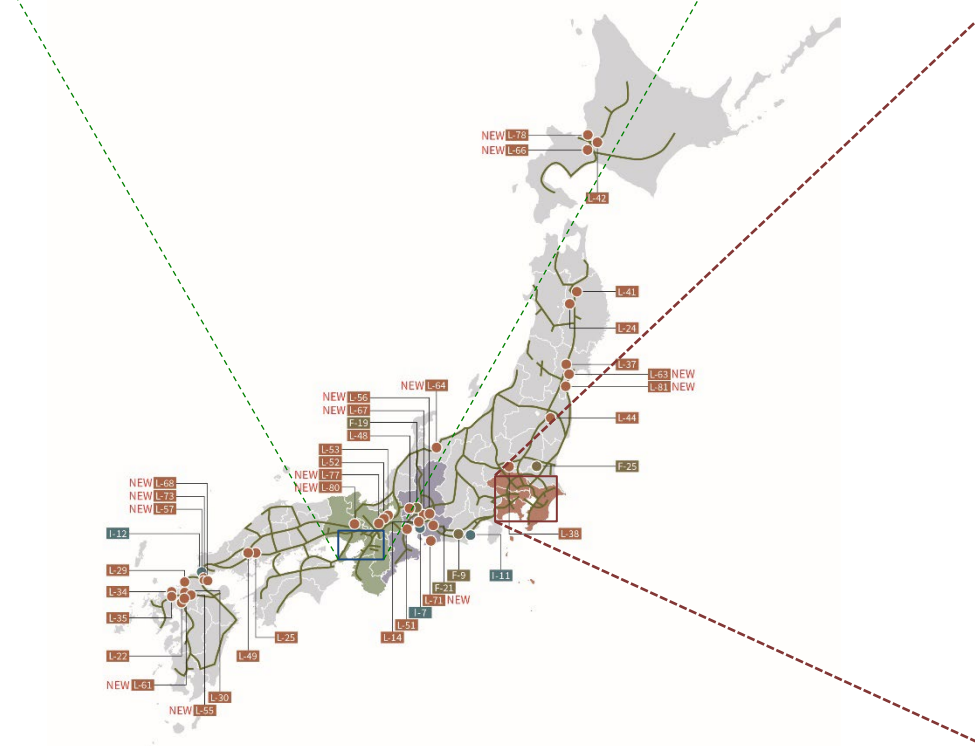 NEW L-78
NEW L-66
L-42
L-41
L-24
L-37
L-63 NEW
L-81 NEW
NEW L-64
NEW L-56
NEW L-67
F-19
L-48
L-44
L-53
L-52
NEW L-77
NEW L-80
F-25
NEW L-68
NEW L-73
NEW L-57
I-12
L-38
L-29
F-9
I-11
F-21
L-34
L-71 NEW
I-7
L-35
L-51
L-14
L-25
L-22
L-49
NEW L-61
L-30
NEW L-55